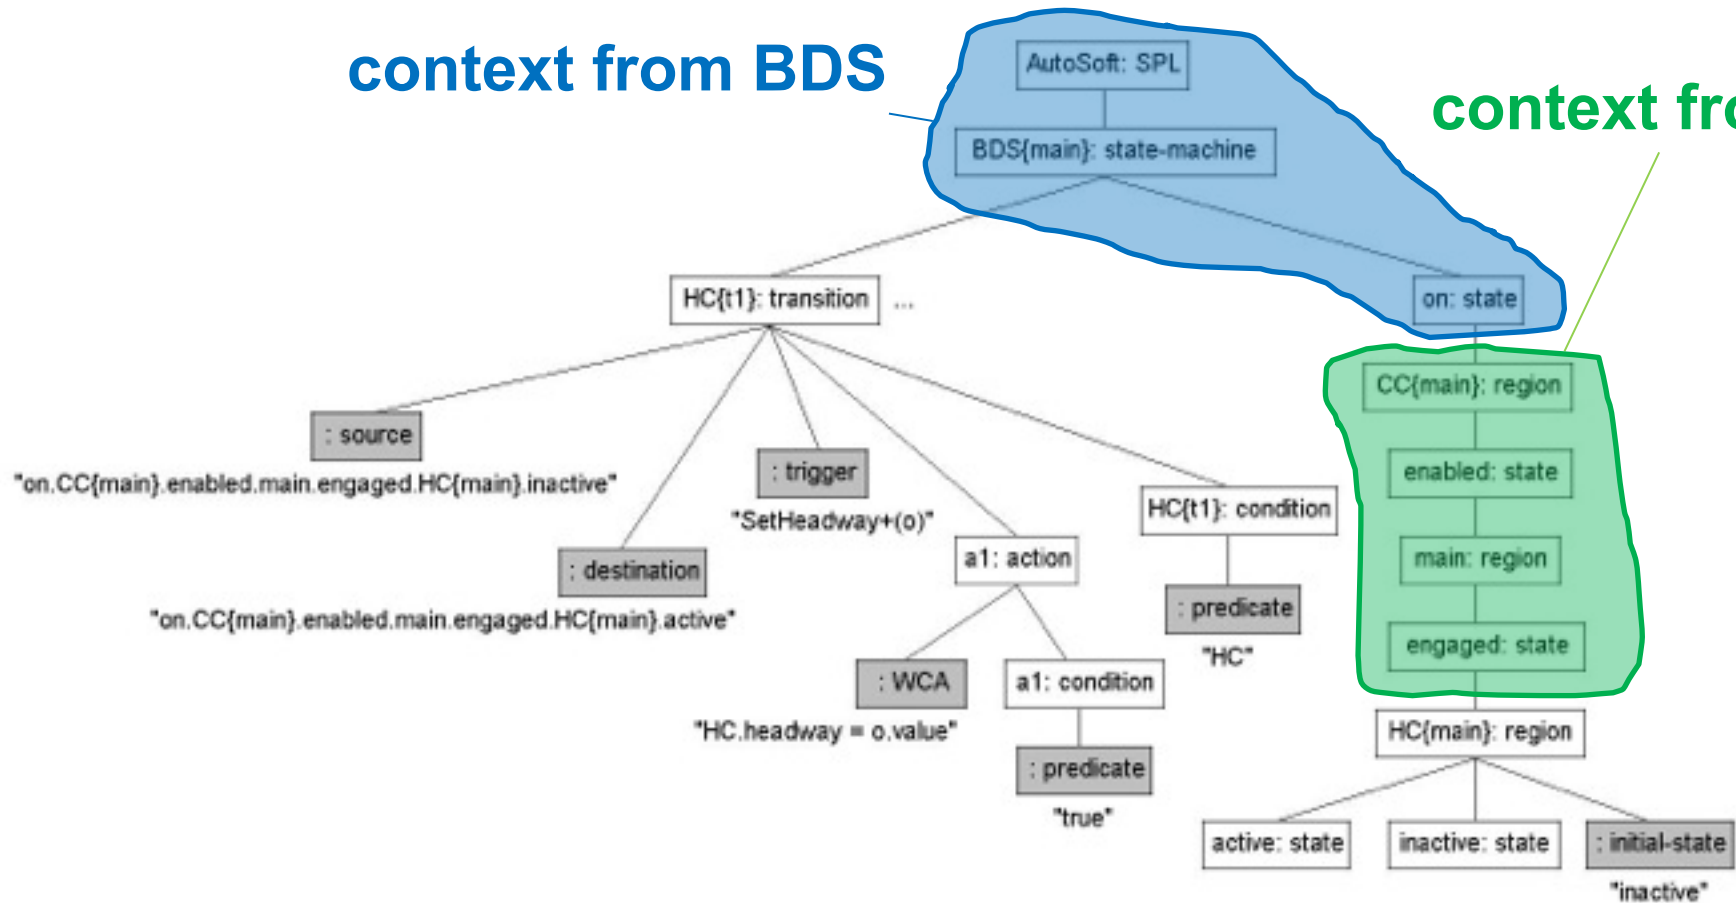 context from BDS
AutoSoft: SPL
context fro
BDS{main}: state-machine
HC{t1}: transition
...
on: state
CC{main}: region
: source
"on.CC{main}.enabled.main.engaged.HC{main}.inactive"
: trigger
"SetHeadway+(o)"
enabled: state
HC{t1}: condition
: destination
"on.CC{main}.enabled.main.engaged.HC{main}.active"
a1: action
main: region
: predicate
"HC"
engaged: state
: WCA
"HC.headway = o.value"
a1: condition
HC{main}: region
: predicate
"true"
active: state
inactive: state
: initial-state
"inactive"